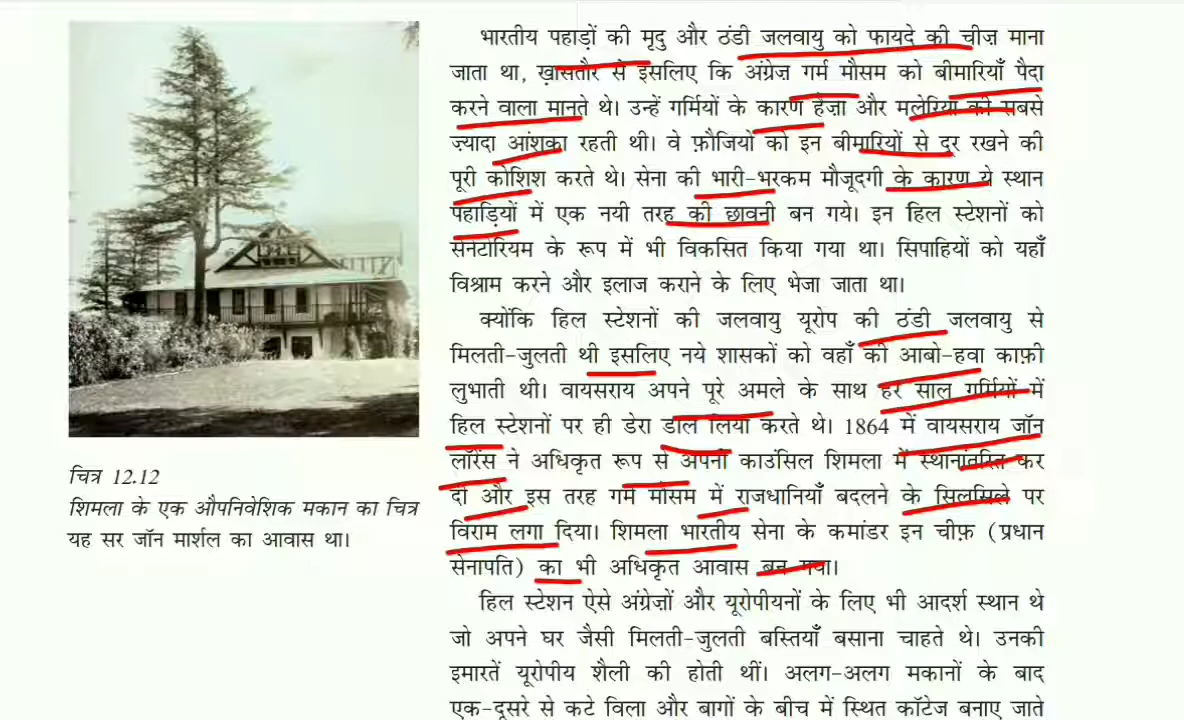 भारतीय पहाड़ों की मृदु और ठंडी जलवायु को फायदे की चीज़ माना
जाता था, ख़ासतौर से इसलिए कि अंग्रेज गर्म मौसम को बीमारियाँ पैदा
करने वाला मानते थे। उन्हें गर्मियों के कारण हैज़ा और मलेरिया की सबसे
ज्यादा आंशका रहती थी। वे फ़ौजियों को इन बीमारियों से दूर रखने की
पूरी कोशिश करते थे। सेना की भारी-भरकम मौजूदगी के कारण ये स्थान
पहाड़ियों में एक नयी तरह की छावनी बन गये। इन हिल स्टेशनों को
सेनेटोरियम के रूप में भी विकसित किया गया था। सिपाहियों को यहाँ
विश्राम करने और इलाज कराने के लिए भेजा जाता था।
क्योंकि हिल स्टेशनों की जलवायु यूरोप की ठंडी जलवायु से
मिलती-जुलती थी इसलिए नये शासकों को वहाँ की आबो-हवा काफ़ी
लुभाती थी। वायसराय अपने पूरे अमले के साथ हर साल गर्मियों में
हिल स्टेशनों पर ही डेरा डाल लिया करते थे। 1864 में वायसराय जॉन
लॉरेंस ने अधिकृत रूप से अपनी काउंसिल शिमला में स्थानांतरित कर
दी और इस तरह गर्म मौसम में राजधानियाँ बदलने के सिलसिले पर
विराम लगा दिया। शिमला भारतीय सेना के कमांडर इन चीफ़ (प्रधान
सेनापति) का भी अधिकृत आवास बन गया।
हिल स्टेशन ऐसे अंग्रेज़ों और यूरोपीयनों के लिए भी आदर्श स्थान थे
जो अपने घर जैसी मिलती-जुलती बस्तियाँ बसाना चाहते थे। उनकी
इमारतें यूरोपीय शैली की होती थीं। अलग-अलग मकानों के बाद
एक-दूसरे से कटे विला और बागों के बीच में स्थित कॉटेज बनाए जाते
चित्र 12.12
शिमला के एक औपनिवेशिक मकान का चित्र
यह सर जॉन मार्शल का आवास था।